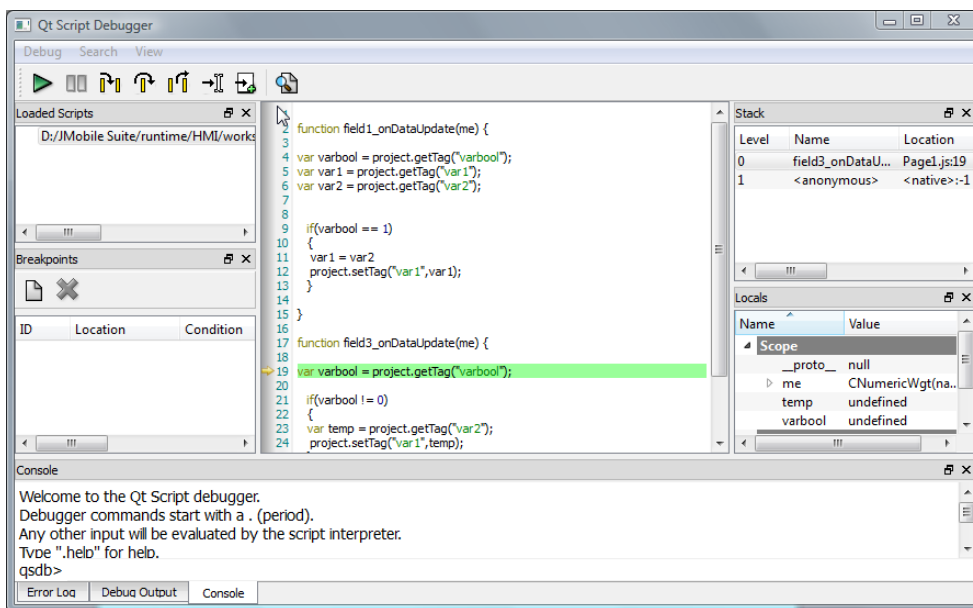 Qt Script Debugger
Debug Search View
Loaded Scripts
D:/JMobile Suite/runtime/HMI/works
Breakpoints
ID Location Condition
2 function field1_onDataUpdate(me) {
3
4 var varbool = project.getTag("varbool");
5 var var1 = project.getTag("var1");
6 var var2 = project.getTag("var2");
7
8
9 if(varbool == 1)
10 {
11 var1 = var2
12 project.setTag("var1",var1);
13 }
14
15 }
16
17 function field3_onDataUpdate(me) {
18
19 var varbool = project.getTag("varbool");
20
21 if(varbool != 0)
22 {
23 var temp = project.getTag("var2");
24 project.setTag("var1",temp);
Stack
Level Name Location
0 field3_onDataU... Page1.js:19
1 <anonymous> <native>:-1
Locals
Name Value
Scope
__proto__ null
me CNumericWgt(na...
temp undefined
varbool undefined
Console
Welcome to the Qt Script debugger.
Debugger commands start with a . (period).
Any other input will be evaluated by the script interpreter.
Type ".help" for help.
qsdb>
Error Log Debug Output Console